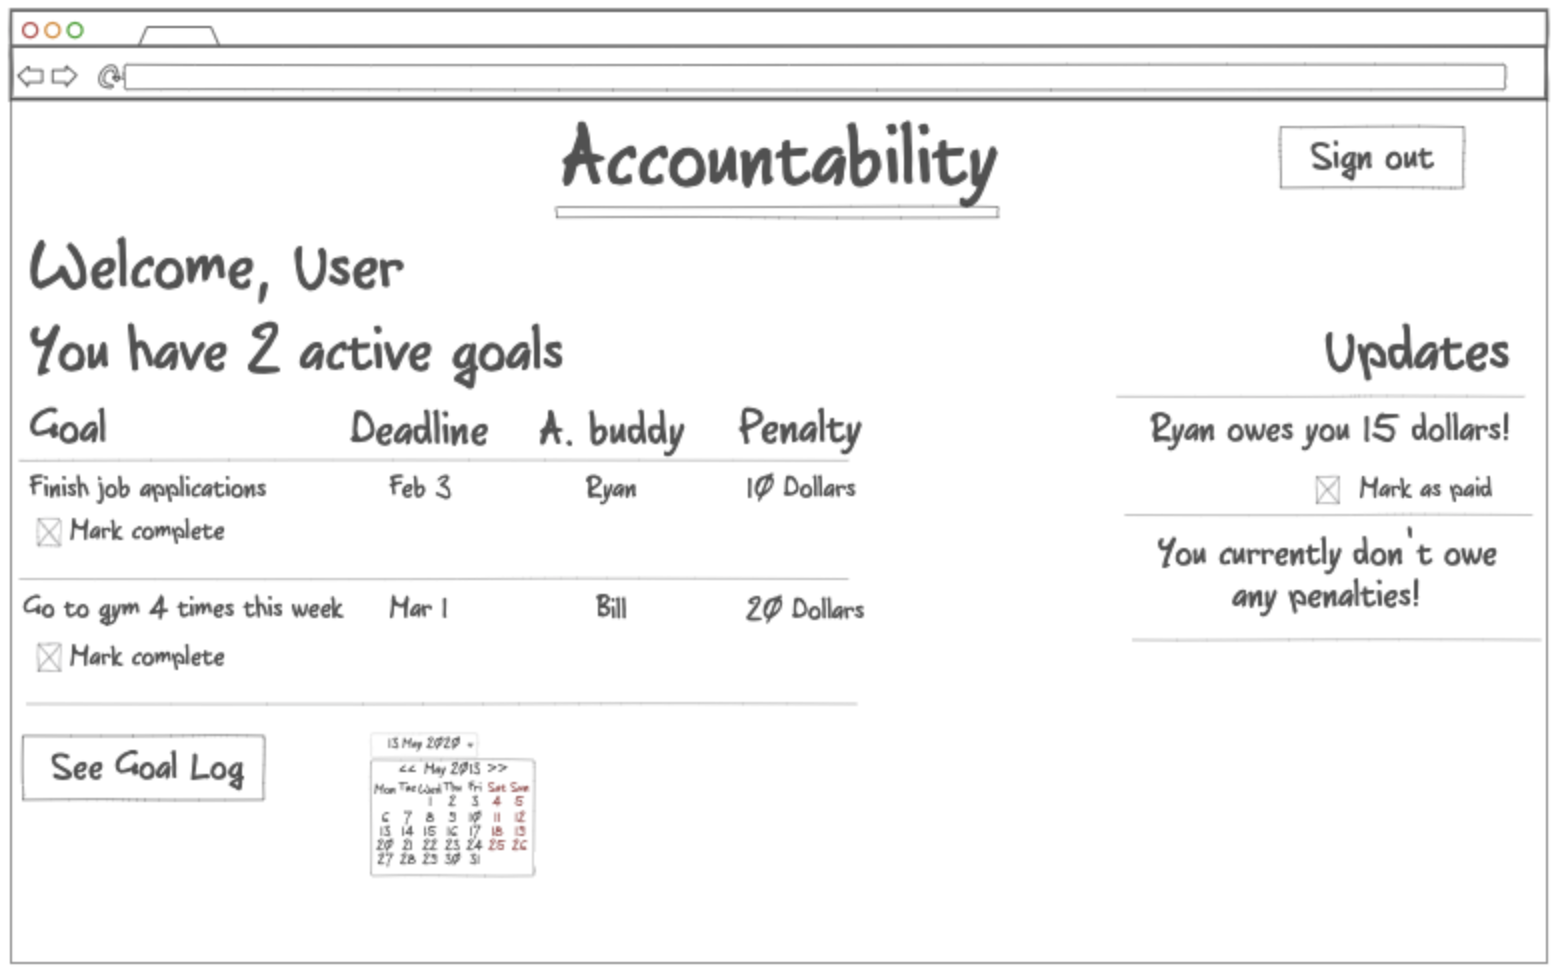 Accountability
Sign out
Welcome, User
You have 2 active goals
Goal Deadline A. buddy Penalty
Finish job applications Feb 3 Ryan 10 Dollars
Mark complete
Go to gym 4 times this week Mar 1 Bill 20 Dollars
Mark complete
See Goal Log
13 May 2020
<< May 2013 >>
Mon Tue Wed Thu Fri Sat Sun
1 2 3 4 5
6 7 8 9 10 11 12
13 14 15 16 17 18 19
20 21 22 23 24 25 26
27 28 29 30 31
Updates
Ryan owes you 15 dollars!
Mark as paid
You currently don't owe
any penalties!